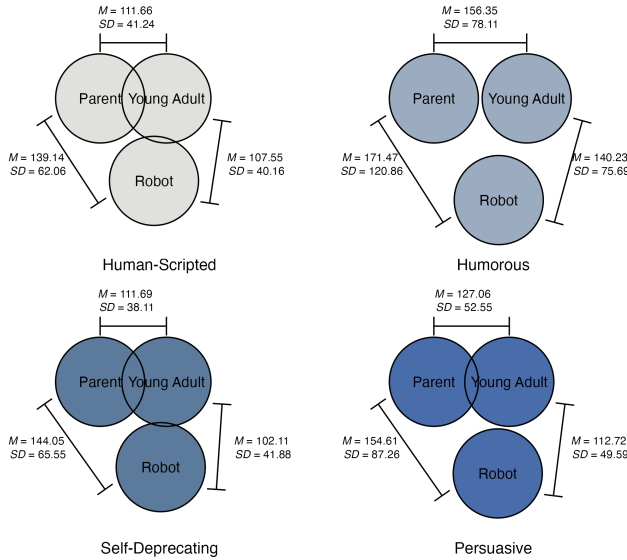 M = 111.66
SD = 41.24
Parent
Young Adult
M = 139.14
SD = 62.06
M = 107.55
SD = 40.16
Robot
Human-Scripted
M = 156.35
SD = 78.11
Parent
Young Adult
M = 171.47
SD = 120.86
M = 140.23
SD = 75.69
Robot
Humorous
M = 111.69
SD = 38.11
Parent
Young Adult
M = 144.05
SD = 65.55
M = 102.11
SD = 41.88
Robot
Self-Deprecating
M = 127.06
SD = 52.55
Parent
Young Adult
M = 154.61
SD = 87.26
M = 112.72
SD = 49.59
Robot
Persuasive